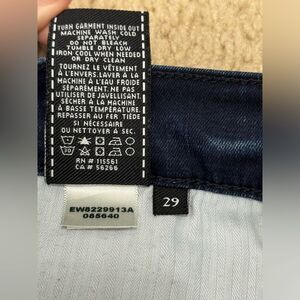 TURN GARMENT INSIDE OUT
MACHINE WASH COLD
SEPARATELY
DO NOT BLEACH
TUMBLE DRY LOW
IRON COOL WHEN NEEDED
OR DRY CLEAN
TOURNEZ LE VÊTEMENT À
L'ENVERS.LAVER À LA
MACHINE À L'EAU FROIDE
SÉPARÉMENT. NE PAS
UTILISER DE JAVELLISANT.
SÉCHER À LA MACHINE À
BASSE TEMPÉRATURE.
REPASSER AU FER TIÈDE
SI NÉCESSAIRE
OU NETTOYER À SEC.
RN # 115561
CA # 56266
EW8229913A
085640
29